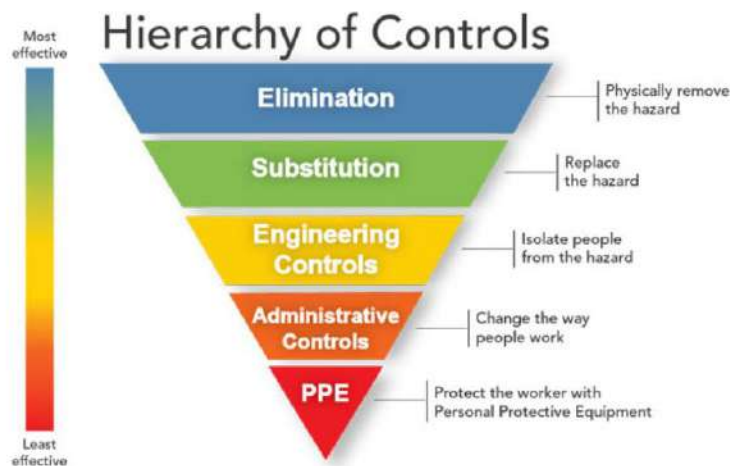 Hierarchy of Controls
Most
effective
Elimination
Physically remove
the hazard
Substitution
Replace
the hazard
Engineering
Controls
Isolate people
from the hazard
Administrative
Controls
Change the way
people work
PPE
Protect the worker with
Personal Protective Equipment
Least
effective